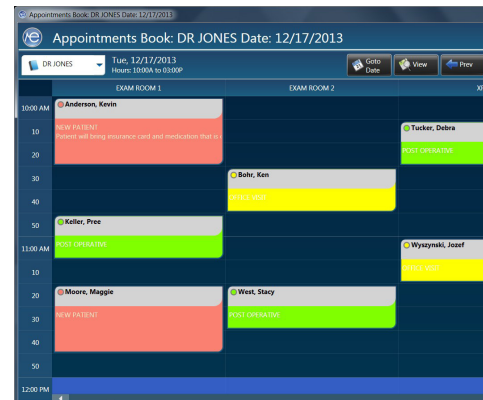 Appointments Book: DR JONES Date: 12/17/2013
Appointments Book: DR JONES Date: 12/17/2013
DR JONES
Tue, 12/17/2013
Hours: 10:00A to 03:00P
Goto Date
View
Prev
EXAM ROOM 1
EXAM ROOM 2
10:00 AM
Anderson, Kevin
10
NEW PATIENT
Patient will bring insurance card and medication that is
Tucker, Debra
20
POST OPERATIVE
30
Bohr, Ken
40
OFFICE VISIT
50
Keller, Pree
11:00 AM
POST OPERATIVE
Wyszynski, Jozef
10
OFFICE VISIT
20
Moore, Maggie
West, Stacy
30
NEW PATIENT
POST OPERATIVE
40
50
12:00 PM